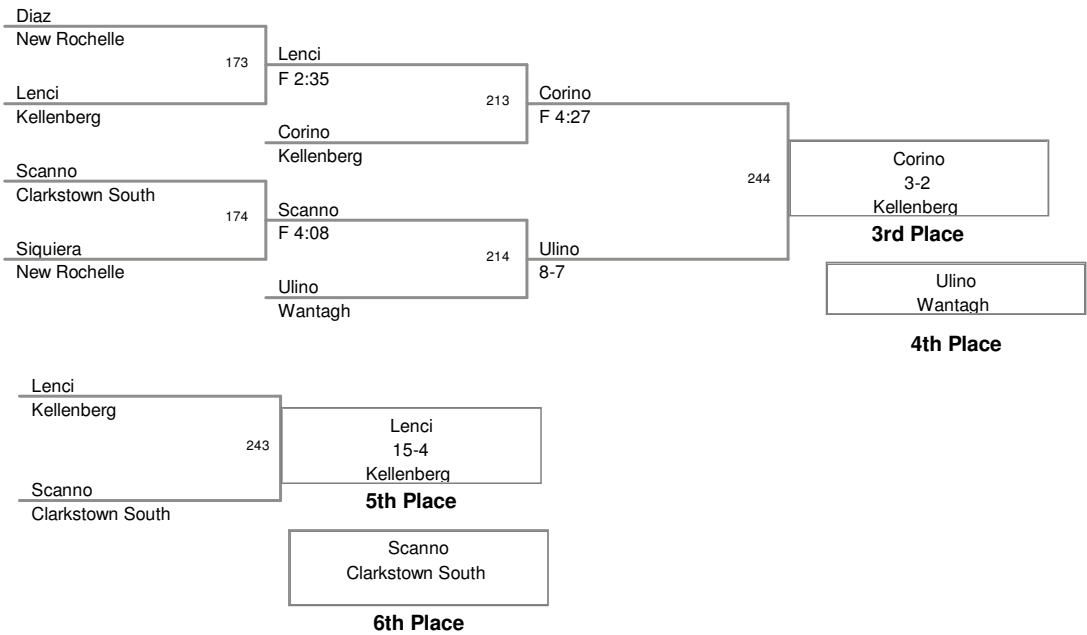 Diaz
New Rochelle
173
Lenci
Kellenberg
Lenci
F 2:35
213
Corino
Kellenberg
Corino
F 4:27
Scanno
Clarkstown South
174
Siquiera
New Rochelle
Scanno
F 4:08
214
Ulino
Wantagh
Ulino
8-7
244
Corino
3-2
Kellenberg
3rd Place
Ulino
Wantagh
4th Place
Lenci
Kellenberg
243
Scanno
Clarkstown South
Lenci
15-4
Kellenberg
5th Place
Scanno
Clarkstown South
6th Place